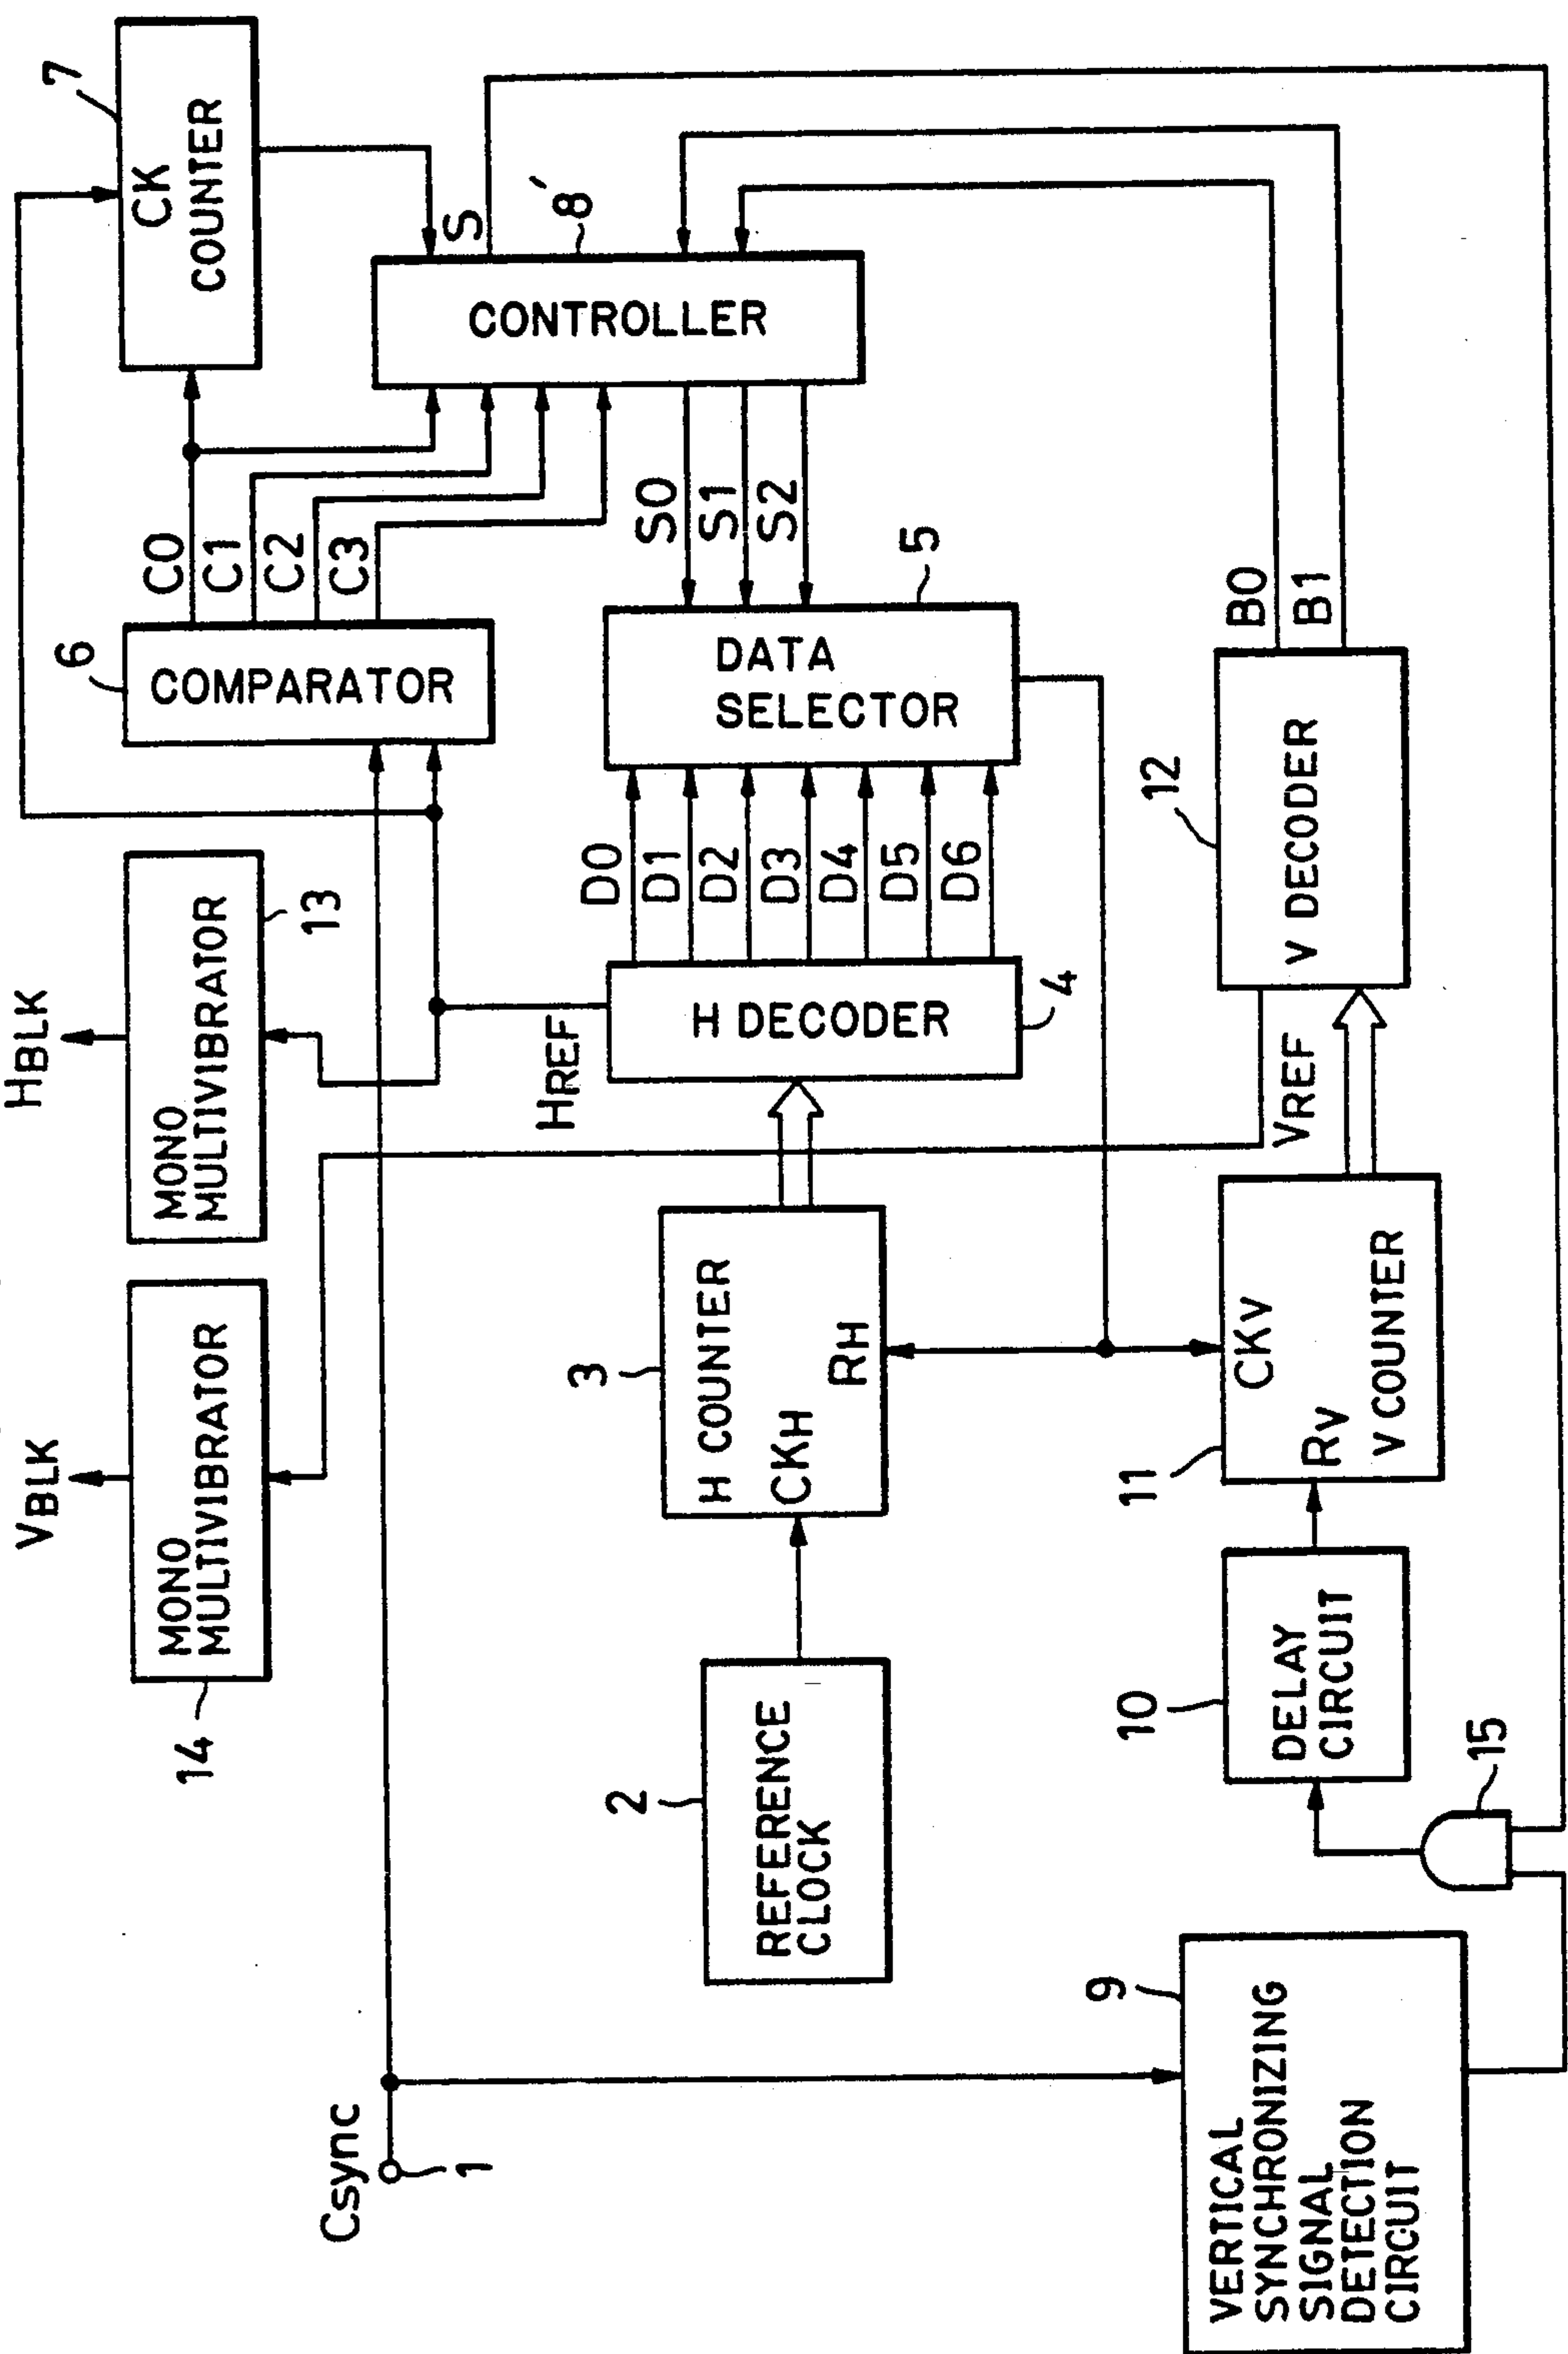 VBLK
HBLK
14
MONO
MULTIVIBRATOR
MONO
MULTIVIBRATOR
13
6
COMPARATOR
C0
C1
C2
C3
7
CK
COUNTER
Csync
1
HREF
S
8'
CONTROLLER
2
REFERENCE
CLOCK
3
H COUNTER
CKH
RH
H DECODER
4
D0
D1
D2
D3
D4
D5
D6
DATA
SELECTOR
5
S0
S1
S2
9
VERTICAL
SYNCHRONIZING
SIGNAL
DETECTION
CIRCUIT
10
DELAY
CIRCUIT
15
11
CKV
RV
V COUNTER
VREF
12
V DECODER
B0
B1